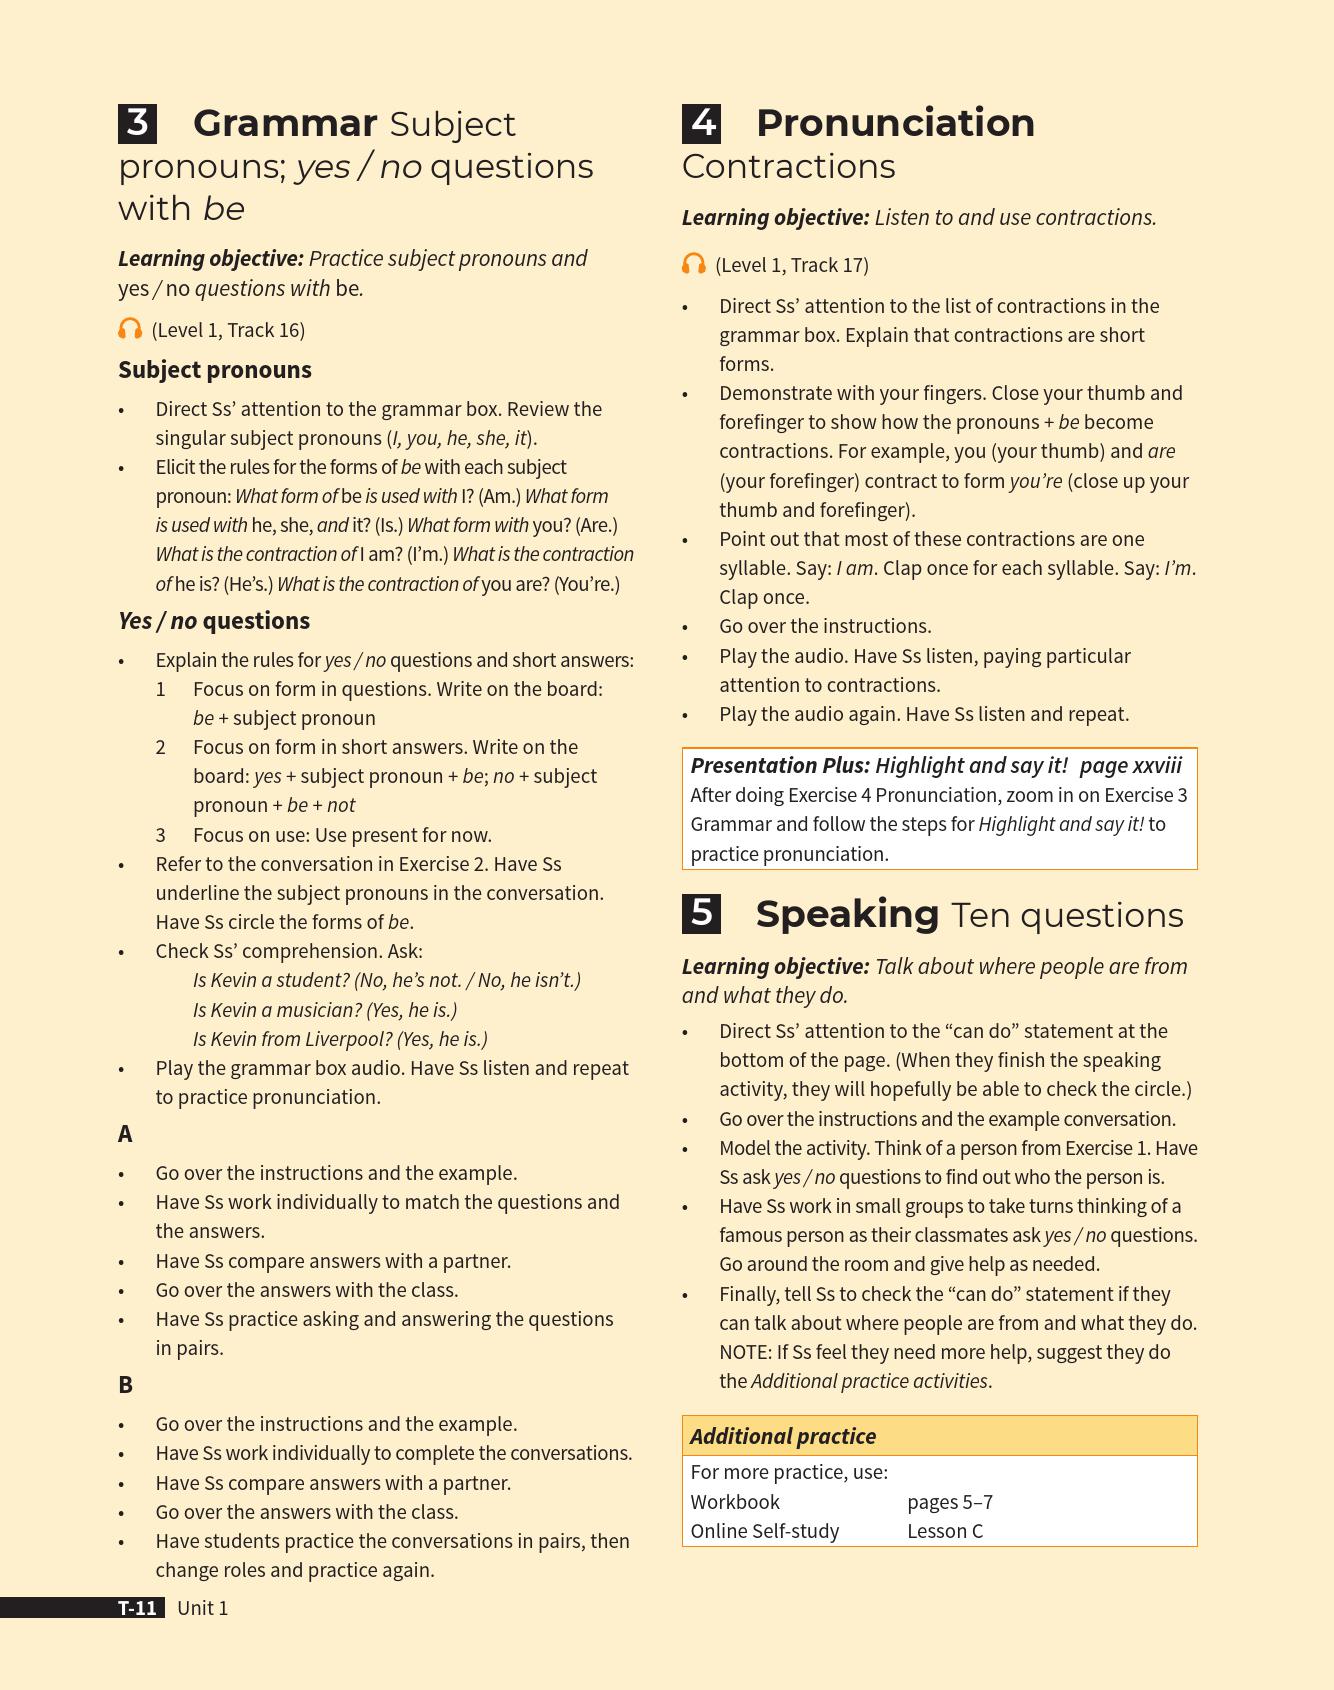 3 Grammar Subject
pronouns; yes / no questions
with be
Learning objective: Practice subject pronouns and
yes / no questions with be.
(Level 1, Track 16)
Subject pronouns
• Direct Ss’ attention to the grammar box. Review the
singular subject pronouns (I, you, he, she, it).
• Elicit the rules for the forms of be with each subject
pronoun: What form of be is used with I? (Am.) What form
is used with he, she, and it? (Is.) What form with you? (Are.)
What is the contraction of I am? (I’m.) What is the contraction
of he is? (He’s.) What is the contraction of you are? (You’re.)
Yes / no questions
• Explain the rules for yes / no questions and short answers:
1 Focus on form in questions. Write on the board:
be + subject pronoun
2 Focus on form in short answers. Write on the
board: yes + subject pronoun + be; no + subject
pronoun + be + not
3 Focus on use: Use present for now.
• Refer to the conversation in Exercise 2. Have Ss
underline the subject pronouns in the conversation.
Have Ss circle the forms of be.
• Check Ss’ comprehension. Ask:
Is Kevin a student? (No, he’s not. / No, he isn’t.)
Is Kevin a musician? (Yes, he is.)
Is Kevin from Liverpool? (Yes, he is.)
• Play the grammar box audio. Have Ss listen and repeat
to practice pronunciation.
A
• Go over the instructions and the example.
• Have Ss work individually to match the questions and
the answers.
• Have Ss compare answers with a partner.
• Go over the answers with the class.
• Have Ss practice asking and answering the questions
in pairs.
B
• Go over the instructions and the example.
• Have Ss work individually to complete the conversations.
• Have Ss compare answers with a partner.
• Go over the answers with the class.
• Have students practice the conversations in pairs, then
change roles and practice again.
4 Pronunciation
Contractions
Learning objective: Listen to and use contractions.
(Level 1, Track 17)
• Direct Ss’ attention to the list of contractions in the
grammar box. Explain that contractions are short
forms.
• Demonstrate with your fingers. Close your thumb and
forefinger to show how the pronouns + be become
contractions. For example, you (your thumb) and are
(your forefinger) contract to form you’re (close up your
thumb and forefinger).
• Point out that most of these contractions are one
syllable. Say: I am. Clap once for each syllable. Say: I’m.
Clap once.
• Go over the instructions.
• Play the audio. Have Ss listen, paying particular
attention to contractions.
• Play the audio again. Have Ss listen and repeat.
Presentation Plus: Highlight and say it! page xxviii
After doing Exercise 4 Pronunciation, zoom in on Exercise 3
Grammar and follow the steps for Highlight and say it! to
practice pronunciation.
5 Speaking Ten questions
Learning objective: Talk about where people are from
and what they do.
• Direct Ss’ attention to the “can do” statement at the
bottom of the page. (When they finish the speaking
activity, they will hopefully be able to check the circle.)
• Go over the instructions and the example conversation.
• Model the activity. Think of a person from Exercise 1. Have
Ss ask yes / no questions to find out who the person is.
• Have Ss work in small groups to take turns thinking of a
famous person as their classmates ask yes / no questions.
Go around the room and give help as needed.
• Finally, tell Ss to check the “can do” statement if they
can talk about where people are from and what they do.
NOTE: If Ss feel they need more help, suggest they do
the Additional practice activities.
Additional practice
For more practice, use:
Workbook pages 5–7
Online Self-study Lesson C
T-11 Unit 1